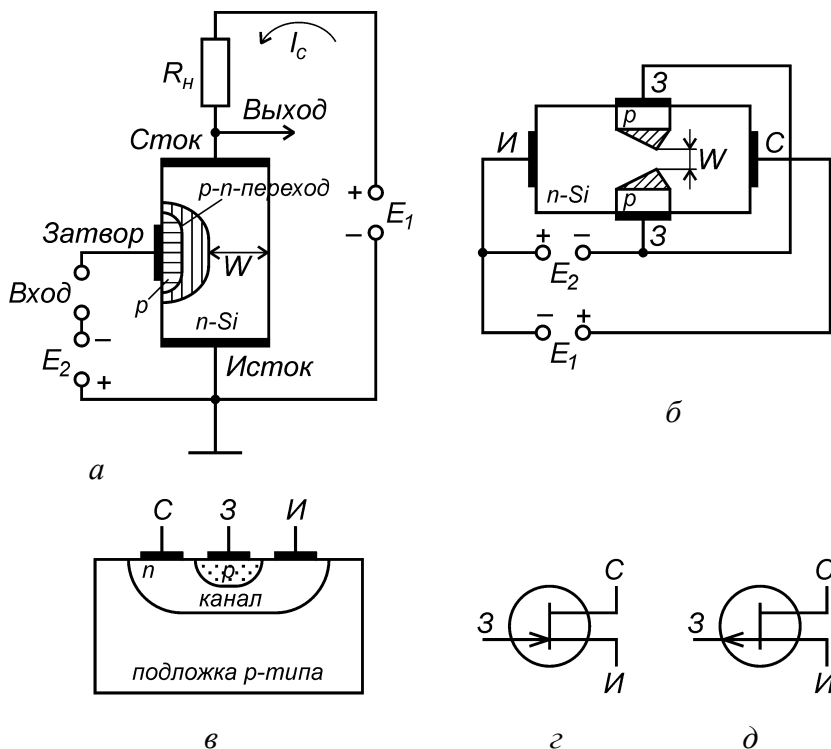 I_c
R_н
Выход
Сток
p-n-переход
+
−
E_1
Затвор
W
Вход
p
n-Si
−
E_2
+
Исток
а
З
p
И
С
W
n-Si
p
З
+ −
E_2
− +
E_1
б
С З И
n p
канал
подложка p-типа
в
С
З
И
г
С
З
И
д